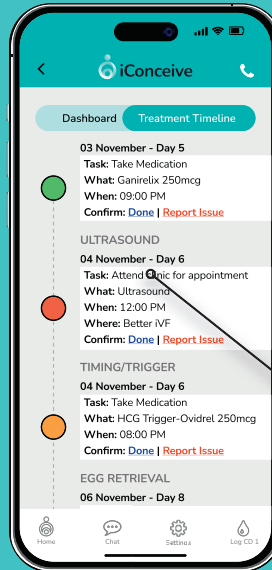 iConceive
Dashboard Treatment Timeline
03 November - Day 5
Task: Take Medication
What: Ganirelix 250mcg
When: 09:00 PM
Confirm: Done | Report Issue
ULTRASOUND
04 November - Day 6
Task: Attend clinic for appointment
What: Ultrasound
When: 12:00 PM
Where: Better iVF
Confirm: Done | Report Issue
TIMING/TRIGGER
04 November - Day 6
Task: Take Medication
What: HCG Trigger-Ovidrel 250mcg
When: 08:00 PM
Confirm: Done | Report Issue
EGG RETRIEVAL
06 November - Day 8
Home Chat Settings Log CD 1